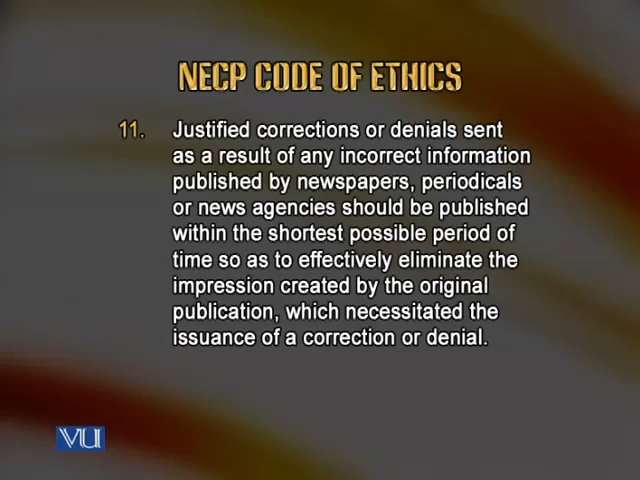 NECP CODE OF ETHICS
11. Justified corrections or denials sent
as a result of any incorrect information
published by newspapers, periodicals
or news agencies should be published
within the shortest possible period of
time so as to effectively eliminate the
impression created by the original
publication, which necessitated the
issuance of a correction or denial.
VU